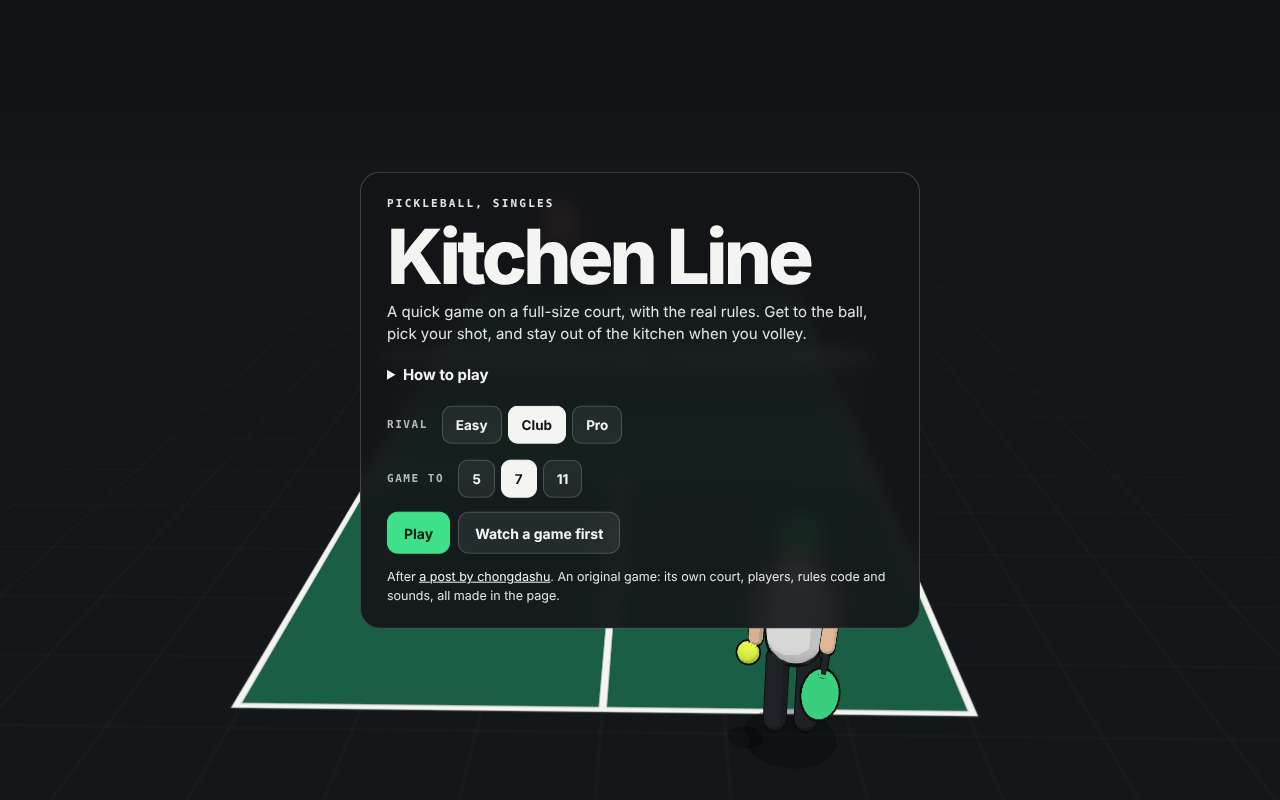 PICKLEBALL, SINGLES
Kitchen Line
A quick game on a full-size court, with the real rules. Get to the ball,
pick your shot, and stay out of the kitchen when you volley.
How to play
RIVAL Easy Club Pro
GAME TO 5 7 11
Play Watch a game first
After a post by chongdashu. An original game: its own court, players, rules code and
sounds, all made in the page.